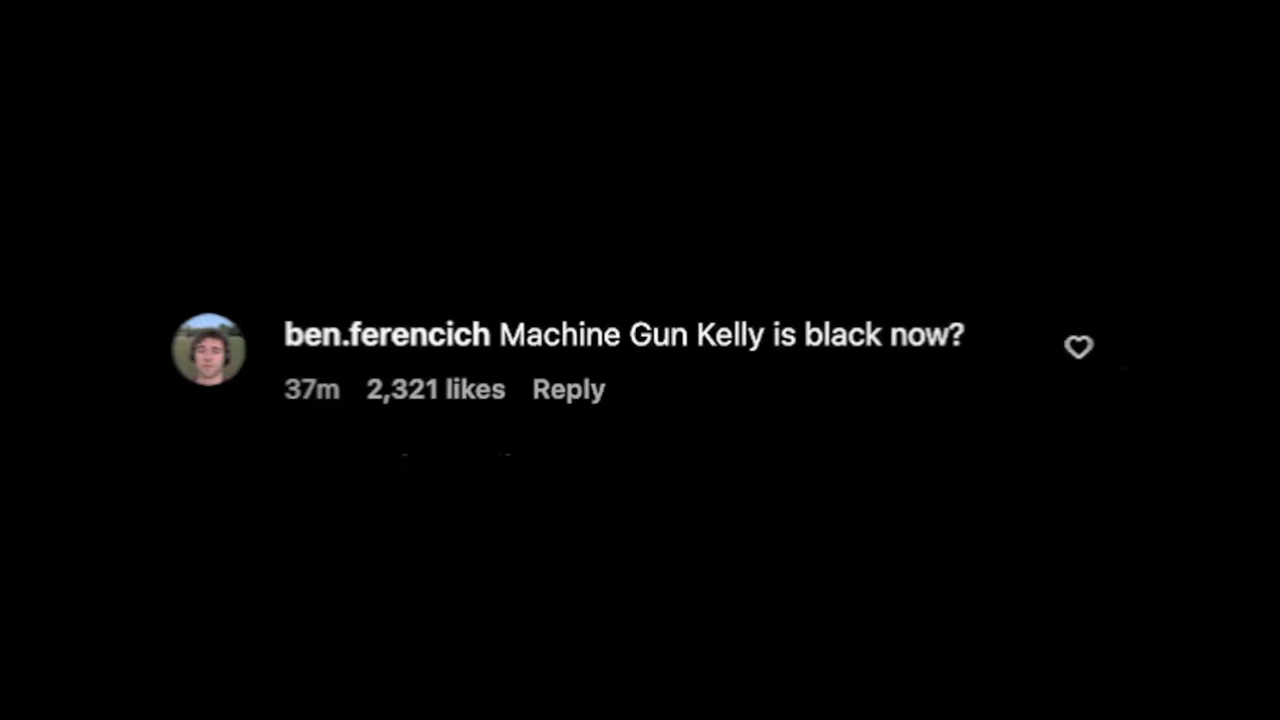 ben.ferencich Machine Gun Kelly is black now?
37m 2,321 likes Reply